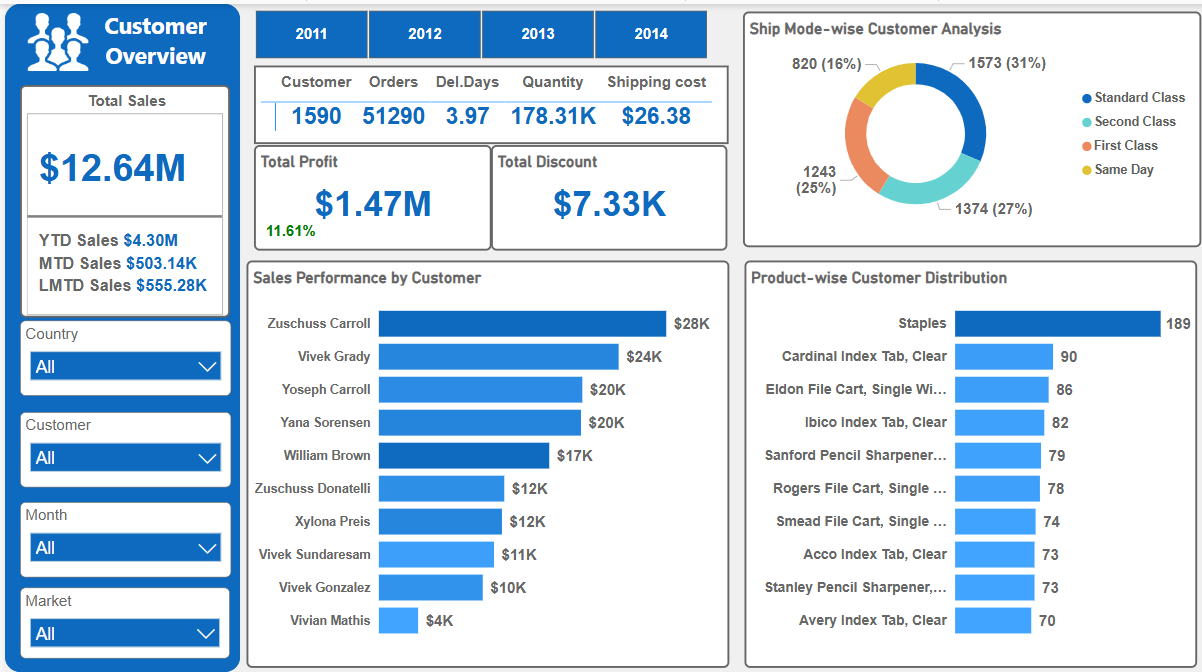 Customer
Overview
Total Sales
$12.64M
YTD Sales $4.30M
MTD Sales $503.14K
LMTD Sales $555.28K
Country
All
Customer
All
Month
All
Market
All
2011 2012 2013 2014
Customer Orders Del.Days Quantity Shipping cost
1590 51290 3.97 178.31K $26.38
Total Profit
$1.47M
11.61%
Total Discount
$7.33K
Ship Mode-wise Customer Analysis
820 (16%)
1573 (31%)
1243
(25%)
1374 (27%)
Standard Class
Second Class
First Class
Same Day
Sales Performance by Customer
Zuschuss Carroll $28K
Vivek Grady $24K
Yoseph Carroll $20K
Yana Sorensen $20K
William Brown $17K
Zuschuss Donatelli $12K
Xylona Preis $12K
Vivek Sundaresam $11K
Vivek Gonzalez $10K
Vivian Mathis $4K
Product-wise Customer Distribution
Staples 189
Cardinal Index Tab, Clear 90
Eldon File Cart, Single Wi... 86
Ibico Index Tab, Clear 82
Sanford Pencil Sharpener... 79
Rogers File Cart, Single ... 78
Smead File Cart, Single ... 74
Acco Index Tab, Clear 73
Stanley Pencil Sharpener,... 73
Avery Index Tab, Clear 70